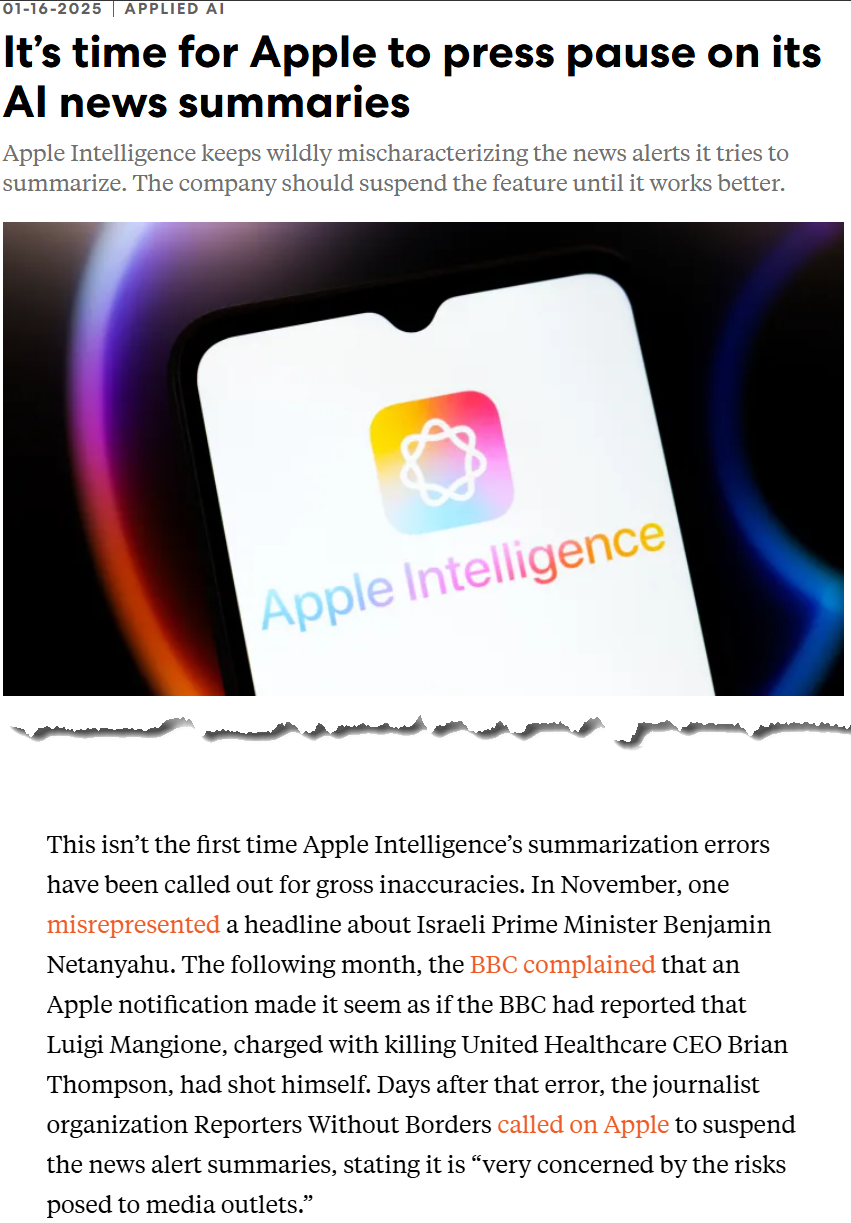 01-16-2025 | APPLIED AI
It’s time for Apple to press pause on its
AI news summaries
Apple Intelligence keeps wildly mischaracterizing the news alerts it tries to
summarize. The company should suspend the feature until it works better.
Apple Intelligence
This isn’t the first time Apple Intelligence’s summarization errors
have been called out for gross inaccuracies. In November, one
misrepresented a headline about Israeli Prime Minister Benjamin
Netanyahu. The following month, the BBC complained that an
Apple notification made it seem as if the BBC had reported that
Luigi Mangione, charged with killing United Healthcare CEO Brian
Thompson, had shot himself. Days after that error, the journalist
organization Reporters Without Borders called on Apple to suspend
the news alert summaries, stating it is “very concerned by the risks
posed to media outlets.”